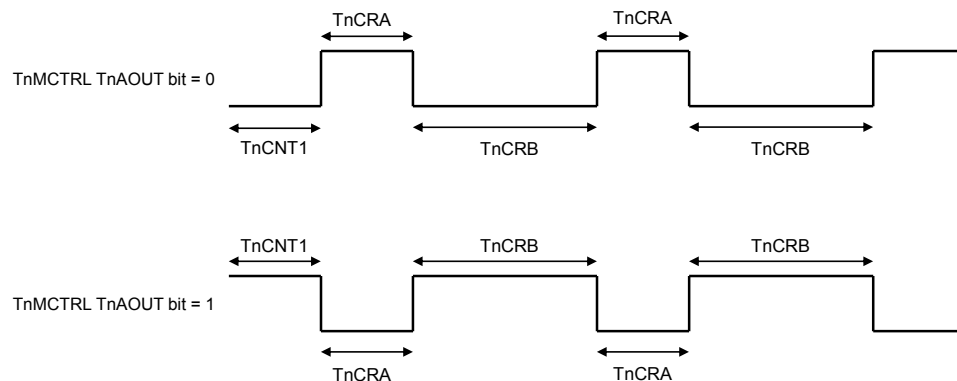 TnCRA TnCRA
TnMCTRL TnAOUT bit = 0
TnCNT1 TnCRB TnCRB
TnCNT1 TnCRB TnCRB
TnMCTRL TnAOUT bit = 1
TnCRA TnCRA